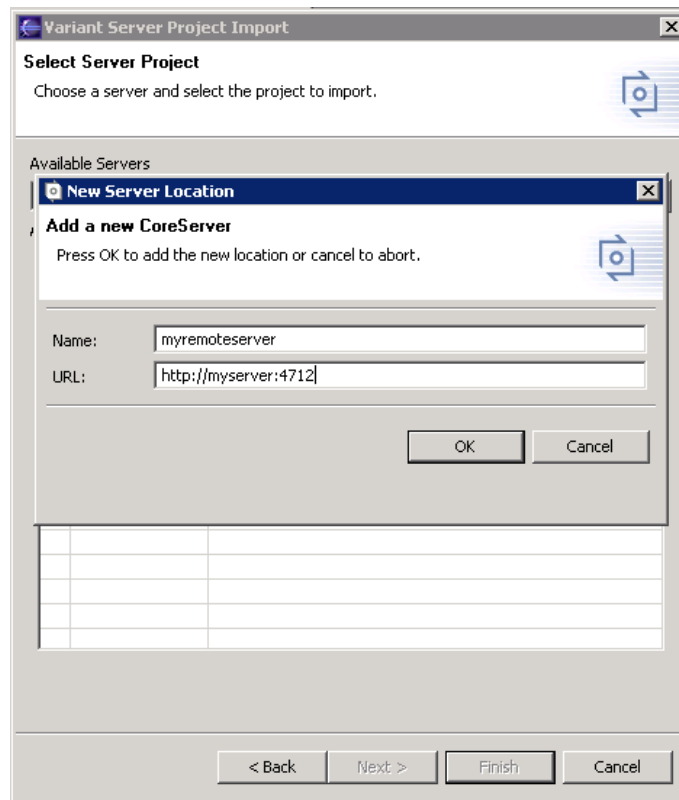 Variant Server Project Import
Select Server Project
Choose a server and select the project to import.
Available Servers
New Server Location
Add a new CoreServer
Press OK to add the new location or cancel to abort.
Name: myremoteserver
URL: http://myserver:4712
OK Cancel
< Back Next > Finish Cancel